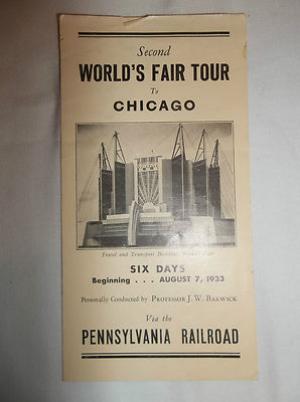 Second
WORLD'S FAIR TOUR
To
CHICAGO
Travel and Transport Building, World's Fair
SIX DAYS
Beginning . . . AUGUST 7, 1933
Personally Conducted by PROFESSOR J. W. BARWICK
Via the
PENNSYLVANIA RAILROAD